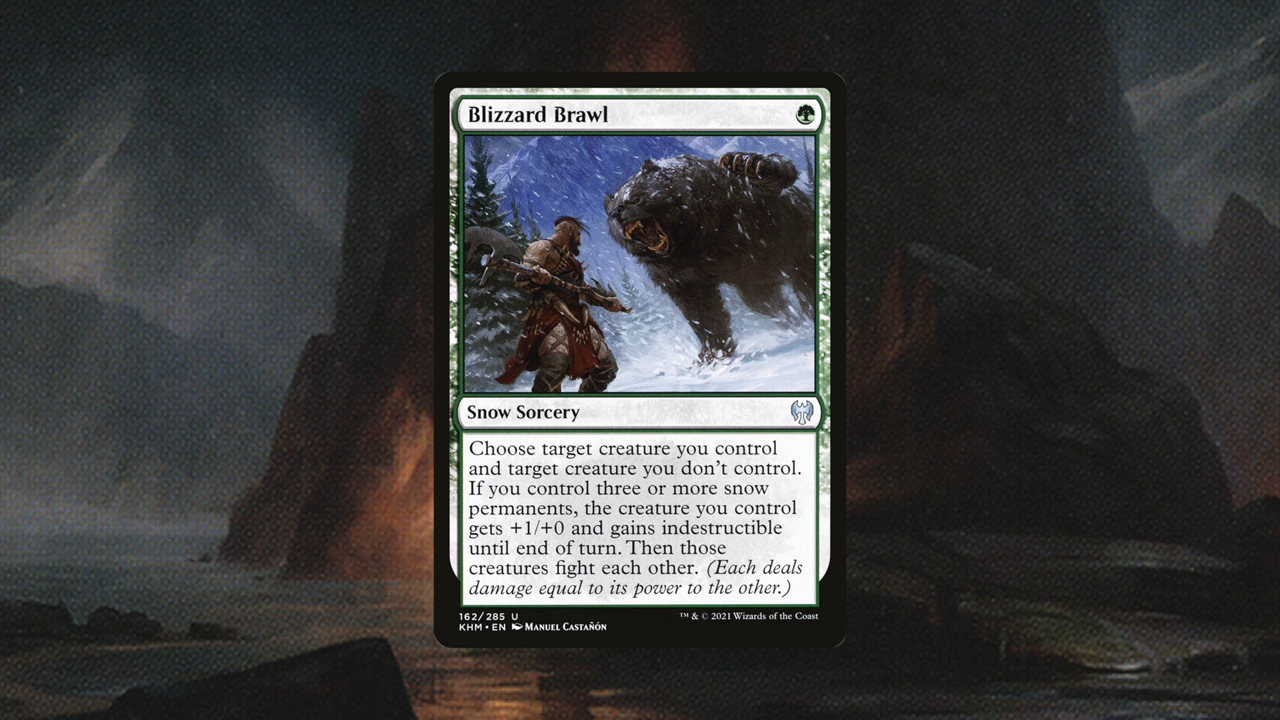 Blizzard Brawl
Snow Sorcery
Choose target creature you control
and target creature you don't control.
If you control three or more snow
permanents, the creature you control
gets +1/+0 and gains indestructible
until end of turn. Then those
creatures fight each other. (Each deals
damage equal to its power to the other.)
162/285 U
™ & © 2021 Wizards of the Coast
KHM • EN Manuel Castañón